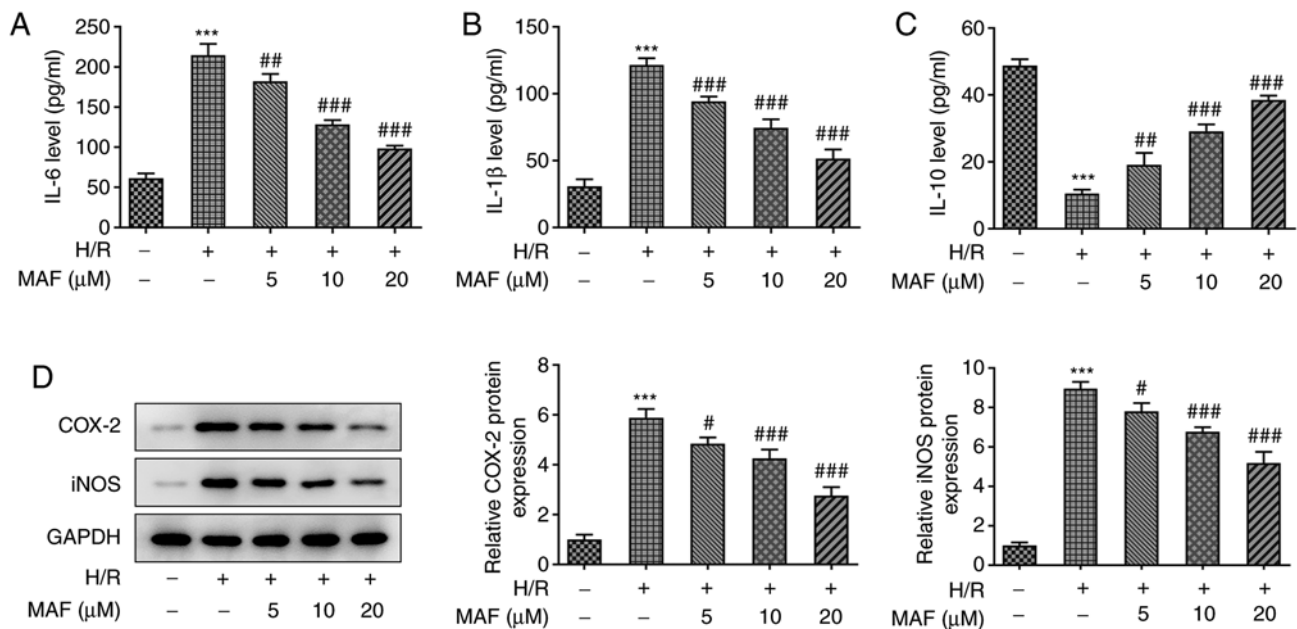 A
IL-6 level (pg/ml)
250
200
150
100
50
0
***
##
###
###
H/R – + + + +
MAF (μM) – – 5 10 20
B
IL-1β level (pg/ml)
150
100
50
0
***
###
###
###
H/R – + + + +
MAF (μM) – – 5 10 20
C
IL-10 level (pg/ml)
60
40
20
0
***
##
###
###
H/R – + + + +
MAF (μM) – – 5 10 20
D
COX-2
iNOS
GAPDH
H/R – + + + +
MAF (μM) – – 5 10 20
Relative COX-2 protein
expression
8
6
4
2
0
***
#
###
###
H/R – + + + +
MAF (μM) – – 5 10 20
Relative iNOS protein
expression
10
8
6
4
2
0
***
#
###
###
H/R – + + + +
MAF (μM) – – 5 10 20